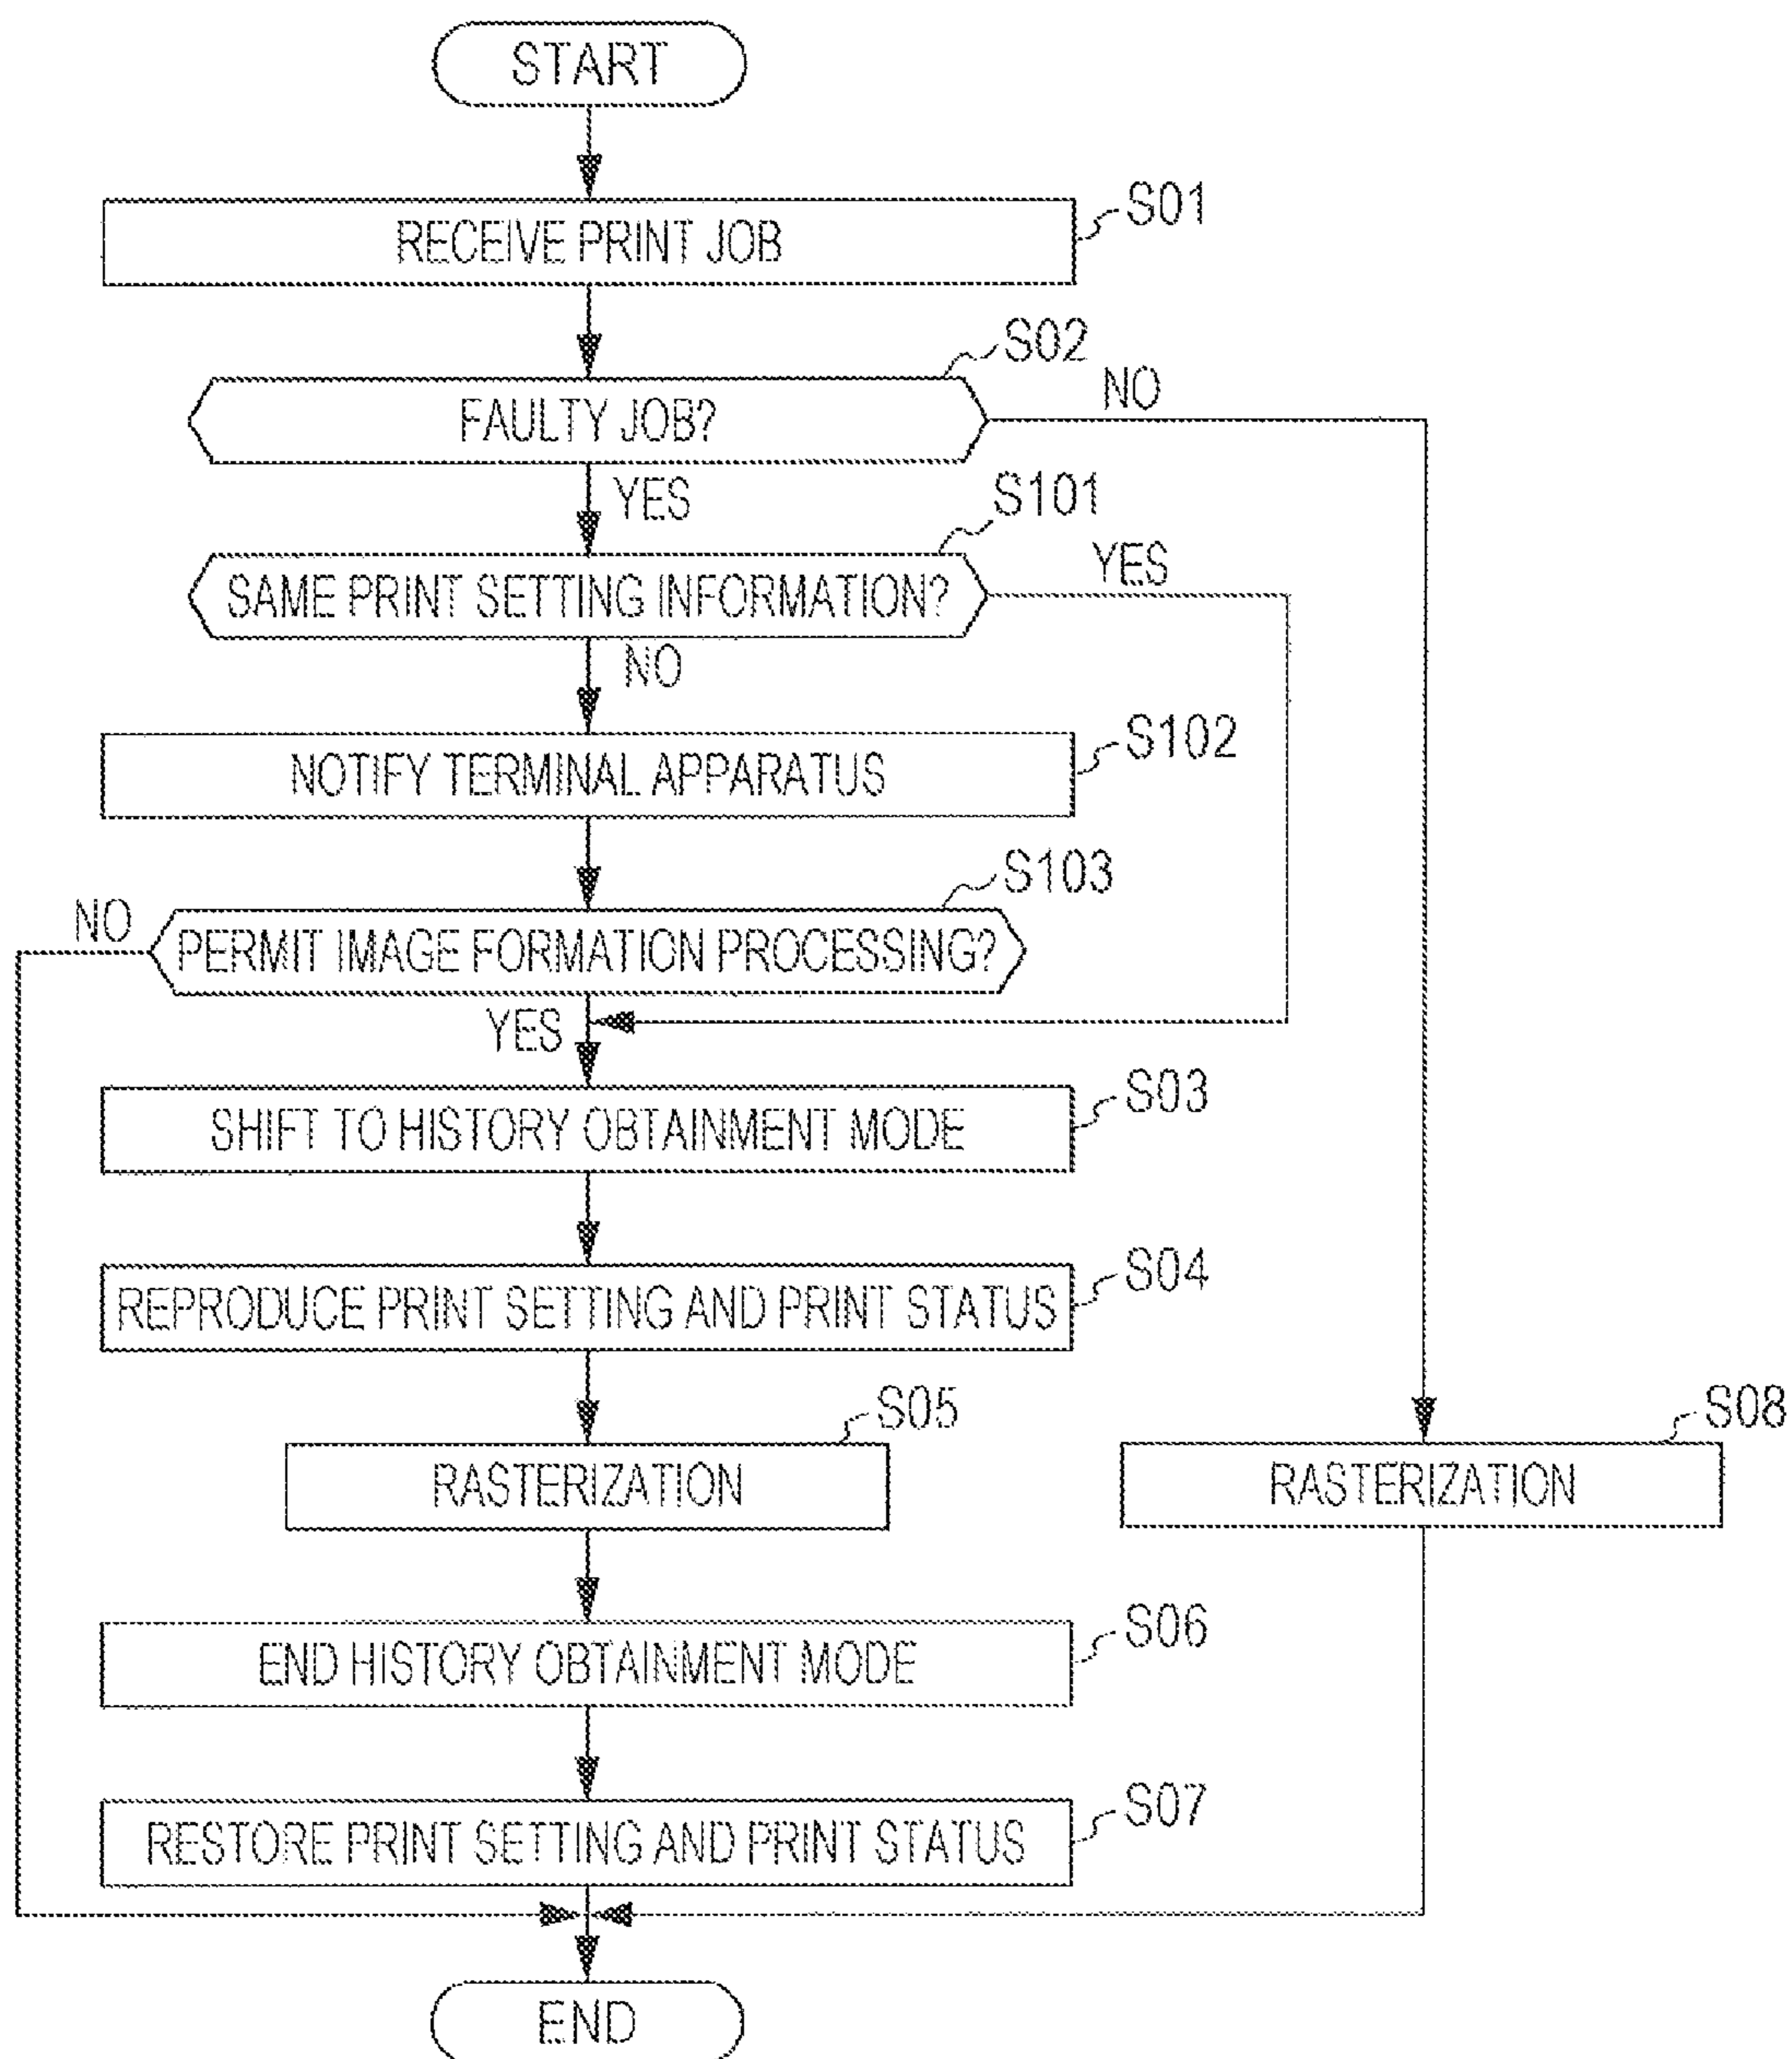 START
RECEIVE PRINT JOB
S01
S02
FAULTY JOB?
NO
YES
S101
SAME PRINT SETTING INFORMATION?
YES
NO
NOTIFY TERMINAL APPARATUS
S102
S103
NO
PERMIT IMAGE FORMATION PROCESSING?
YES
SHIFT TO HISTORY OBTAINMENT MODE
S03
REPRODUCE PRINT SETTING AND PRINT STATUS
S04
S05
RASTERIZATION
S08
RASTERIZATION
END HISTORY OBTAINMENT MODE
S06
RESTORE PRINT SETTING AND PRINT STATUS
S07
END